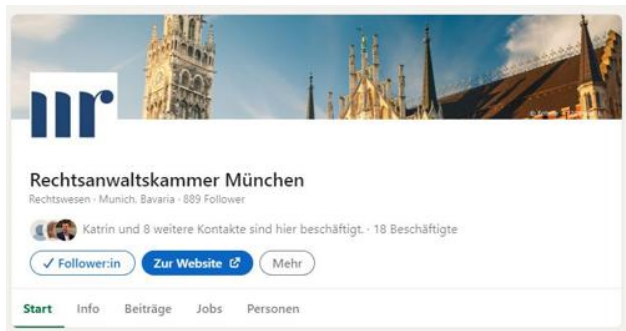 nr
Rechtsanwaltskammer München
Rechtswesen · Munich, Bavaria · 889 Follower
Katrin und 8 weitere Kontakte sind hier beschäftigt. · 18 Beschäftigte
✓ Follower:in Zur Website Mehr
Start Info Beiträge Jobs Personen